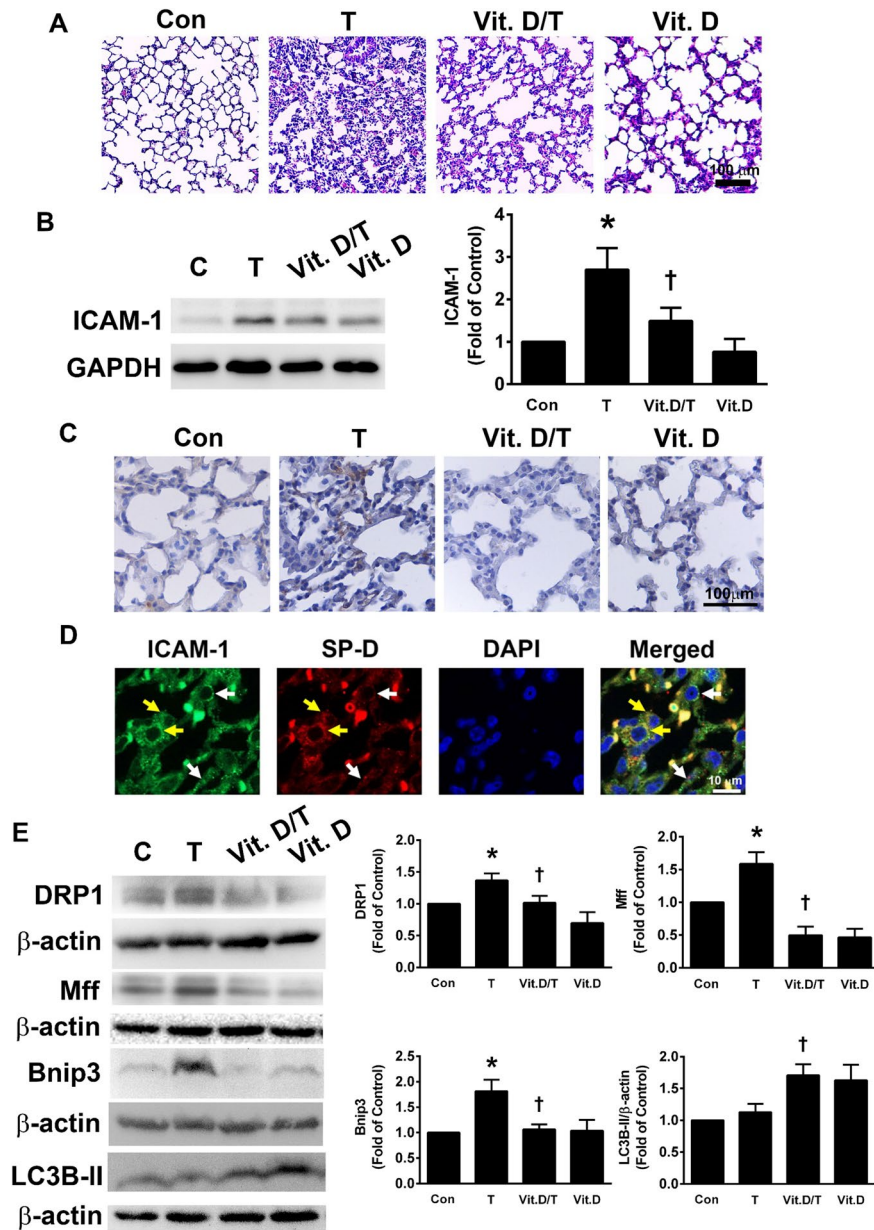 A
Con
T
Vit. D/T
Vit. D
100 μm
B
C
T
Vit. D/T
Vit. D
ICAM-1
GAPDH
ICAM-1
(Fold of Control)
4
3
2
1
0
*
†
Con
T
Vit.D/T
Vit.D
C
Con
T
Vit. D/T
Vit. D
100μm
D
ICAM-1
SP-D
DAPI
Merged
10 μm
E
C
T
Vit. D/T
Vit. D
DRP1
β-actin
Mff
β-actin
Bnip3
β-actin
LC3B-II
β-actin
DRP1
(Fold of Control)
2.0
1.5
1.0
0.5
0.0
*
†
Con
T
Vit.D/T
Vit.D
Mff
(Fold of Control)
2.0
1.5
1.0
0.5
0.0
*
†
Con
T
Vit.D/T
Vit.D
Bnip3
(Fold of Control)
2.5
2.0
1.5
1.0
0.5
0.0
*
†
Con
T
Vit.D/T
Vit.D
LC3B-II/β-actin
(Fold of Control)
2.0
1.5
1.0
0.5
0.0
†
Con
T
Vit.D/T
Vit.D